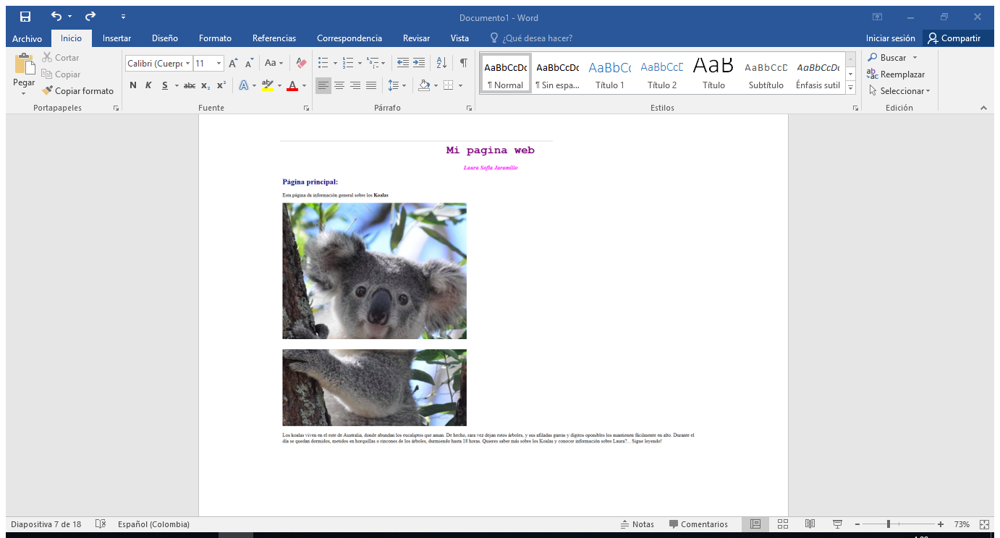 Documento1 - Word
Archivo Inicio Insertar Diseño Formato Referencias Correspondencia Revisar Vista ¿Qué desea hacer? Iniciar sesión Compartir
Pegar
Cortar
Copiar
Copiar formato
Portapapeles
Calibri (Cuerpo 11 Aa
N K S abc x₂ x² A aby A
Fuente
Párrafo
AaBbCcDc AaBbCcDc AaBbCc AaBbCcD AaB AaBbCcD AaBbCcDc
¶ Normal ¶ Sin espa... Título 1 Título 2 Título Subtítulo Énfasis sutil
Estilos
Buscar
Reemplazar
Seleccionar
Edición
Mi pagina web
Laura Sofia Jaramillo
Página principal:
Esta página da información general sobre los Koalas
Los koalas viven en el este de Australia, donde abundan los eucaliptos que aman. De hecho, rara vez dejan estos árboles, y sus afiladas garras y dígitos oponibles los mantienen fácilmente en alto. Durante el
día se quedan dormidos, metidos en horquillas o rincones de los árboles, durmiendo hasta 18 horas. Quieres saber más sobre los Koalas y conocer información sobre Laura?... Sigue leyendo!
Diapositiva 7 de 18 Español (Colombia) Notas Comentarios 73%